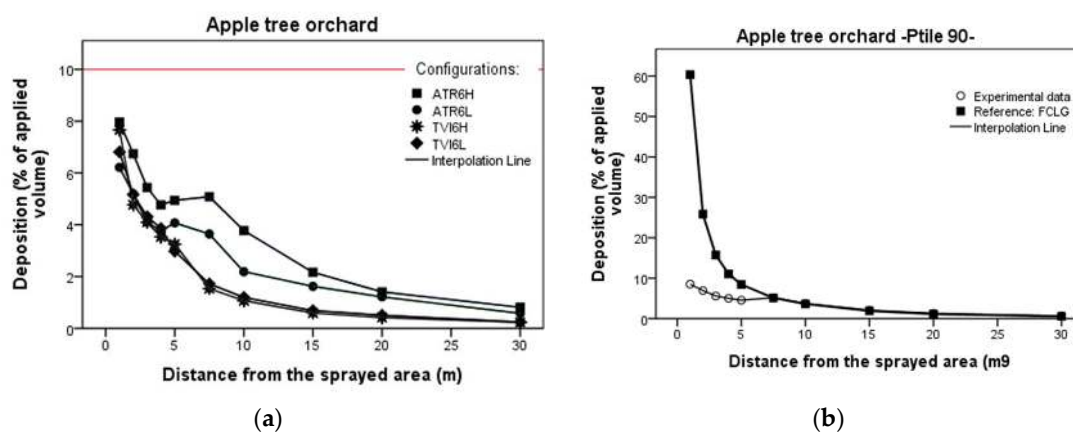 Apple tree orchard
Deposition (% of applied
volume)
10
8
6
4
2
0
Configurations:
ATR6H
ATR6L
TVI6H
TVI6L
Interpolation Line
0 5 10 15 20 25 30
Distance from the sprayed area (m)
(a)
Apple tree orchard -Ptile 90-
Deposition (% of applied
volume)
60
50
40
30
20
10
0
Experimental data
Reference: FCLG
Interpolation Line
0 5 10 15 20 25 30
Distance from the sprayed area (m9
(b)